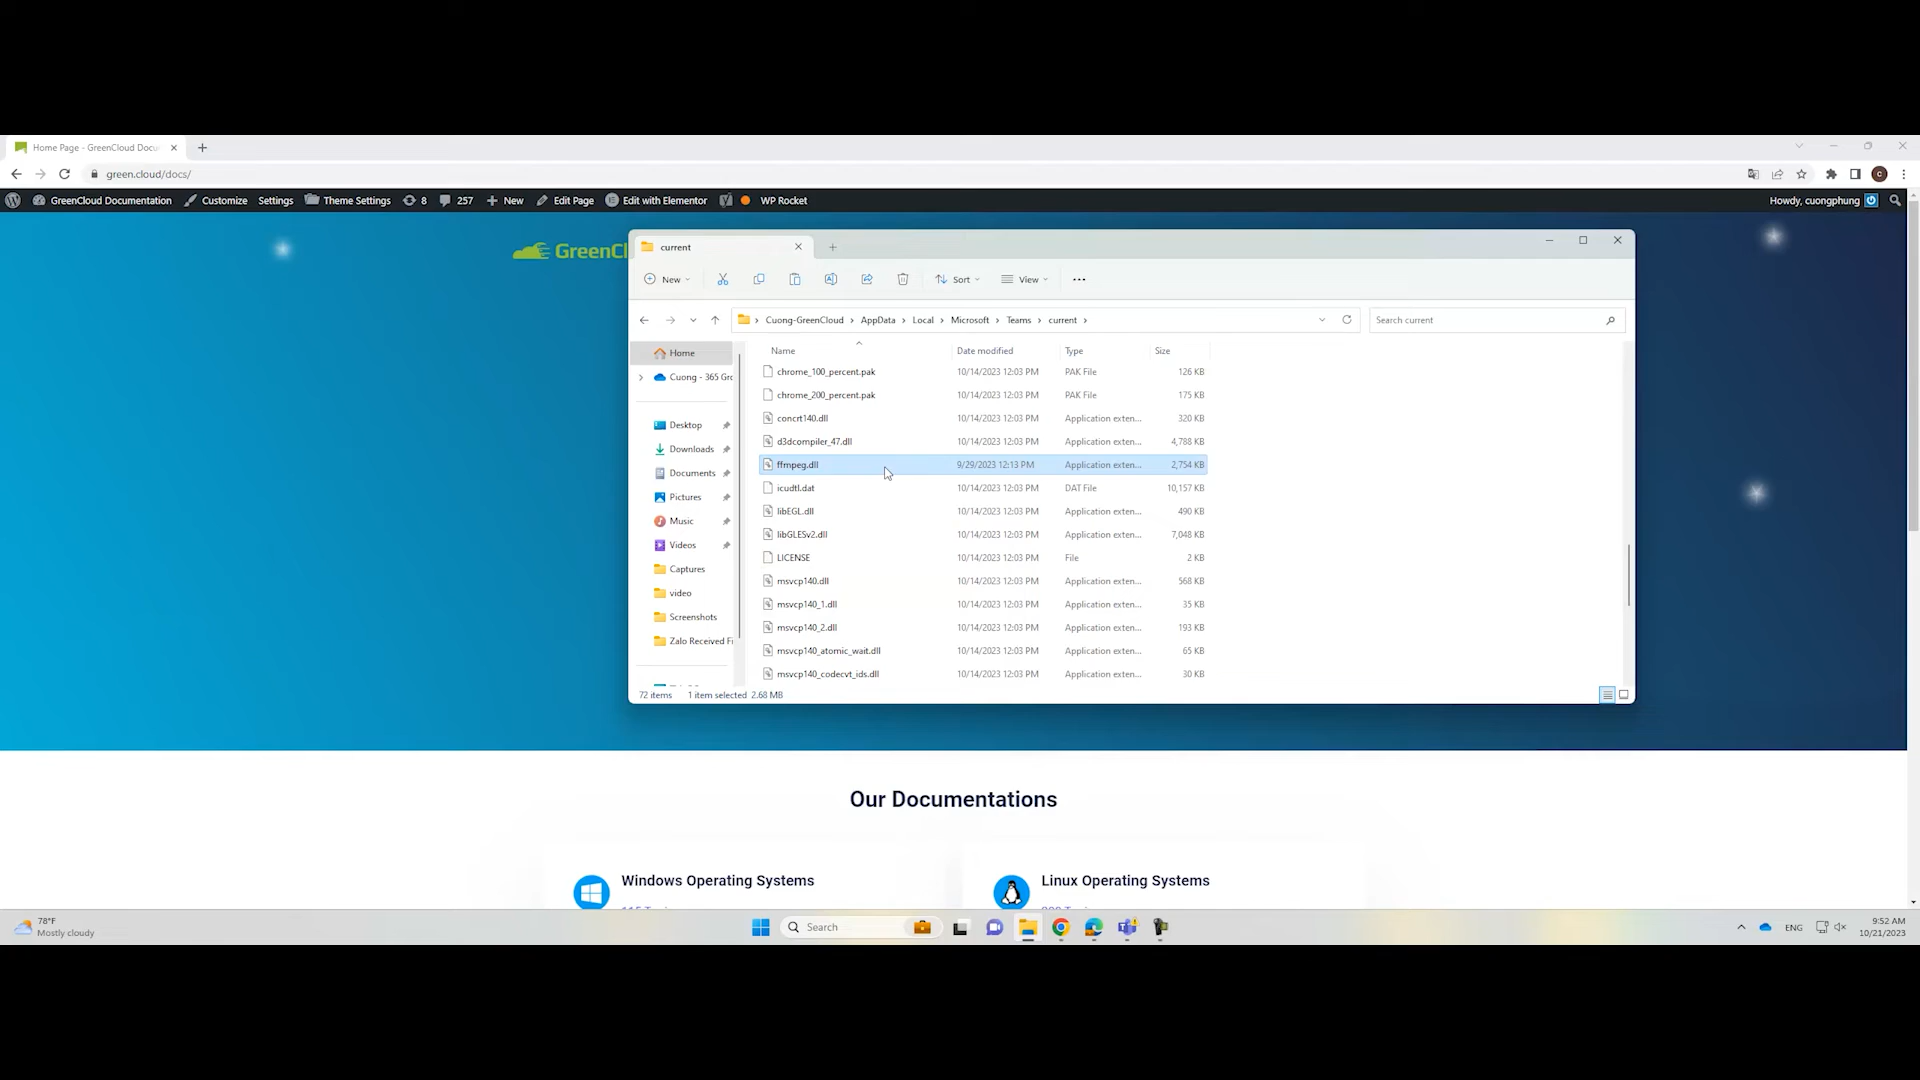 Home Page - GreenCloud Docu
green.cloud/docs/
GreenCloud Documentation Customize Settings Theme Settings 8 257 New Edit Page Edit with Elementor WP Rocket Howdy, cuongphung
GreenCl
current
New Sort View
Cuong-GreenCloud AppData Local Microsoft Teams current Search current
Home
Cuong - 365 Gr
Desktop
Downloads
Documents
Pictures
Music
Videos
Captures
video
Screenshots
Zalo Received Fi
Name Date modified Type Size
chrome_100_percent.pak 10/14/2023 12:03 PM PAK File 126 KB
chrome_200_percent.pak 10/14/2023 12:03 PM PAK File 175 KB
concrt140.dll 10/14/2023 12:03 PM Application exten... 320 KB
d3dcompiler_47.dll 10/14/2023 12:03 PM Application exten... 4,788 KB
ffmpeg.dll 9/29/2023 12:13 PM Application exten... 2,754 KB
icudtl.dat 10/14/2023 12:03 PM DAT File 10,157 KB
libEGL.dll 10/14/2023 12:03 PM Application exten... 490 KB
libGLESv2.dll 10/14/2023 12:03 PM Application exten... 7,048 KB
LICENSE 10/14/2023 12:03 PM File 2 KB
msvcp140.dll 10/14/2023 12:03 PM Application exten... 568 KB
msvcp140_1.dll 10/14/2023 12:03 PM Application exten... 35 KB
msvcp140_2.dll 10/14/2023 12:03 PM Application exten... 193 KB
msvcp140_atomic_wait.dll 10/14/2023 12:03 PM Application exten... 65 KB
msvcp140_codecvt_ids.dll 10/14/2023 12:03 PM Application exten... 30 KB
72 items 1 item selected 2.68 MB
Our Documentations
Windows Operating Systems
Linux Operating Systems
78°F
Mostly cloudy
Search
ENG
9:52 AM
10/21/2023